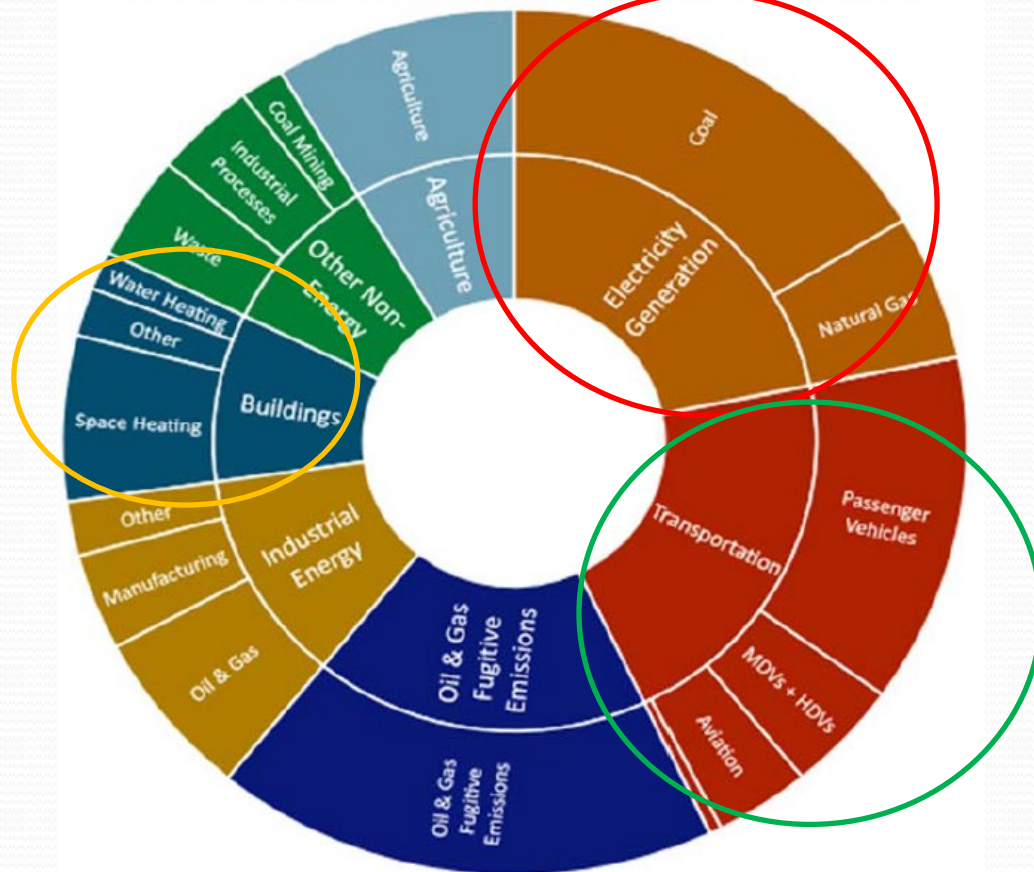 Coal
Electricity
Generation
Natural Gas
Passenger
Vehicles
Transportation
MDVs + HDVs
Aviation
Oil & Gas
Fugitive
Emissions
Oil & Gas
Fugitive
Emissions
Industrial
Energy
Oil & Gas
Manufacturing
Other
Buildings
Space Heating
Other
Water Heating
Other Non-
Energy
Waste
Industrial
Processes
Coal Mining
Agriculture
Agriculture